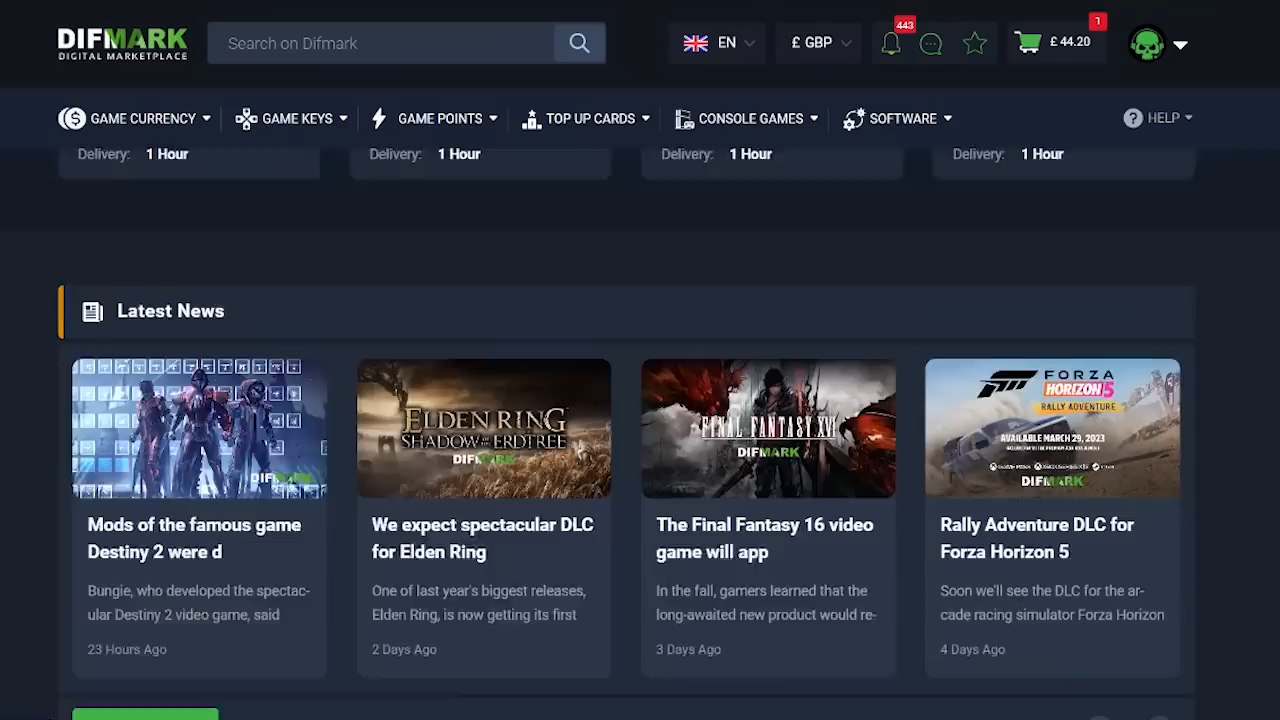 DIFMARK
DIGITAL MARKETPLACE
Search on Difmark
EN
£ GBP
443
1
£ 44.20
GAME CURRENCY
GAME KEYS
GAME POINTS
TOP UP CARDS
CONSOLE GAMES
SOFTWARE
HELP
Delivery: 1 Hour
Delivery: 1 Hour
Delivery: 1 Hour
Delivery: 1 Hour
Latest News
DIFMARK
ELDEN RING
SHADOW OF THE ERDTREE
DIFMARK
FINAL FANTASY XVI
DIFMARK
FORZA
HORIZON 5
RALLY ADVENTURE
AVAILABLE MARCH 29, 2023
DIFMARK
Mods of the famous game
Destiny 2 were d
Bungie, who developed the spectac-
ular Destiny 2 video game, said
23 Hours Ago
We expect spectacular DLC
for Elden Ring
One of last year's biggest releases,
Elden Ring, is now getting its first
2 Days Ago
The Final Fantasy 16 video
game will app
In the fall, gamers learned that the
long-awaited new product would re-
3 Days Ago
Rally Adventure DLC for
Forza Horizon 5
Soon we'll see the DLC for the ar-
cade racing simulator Forza Horizon
4 Days Ago